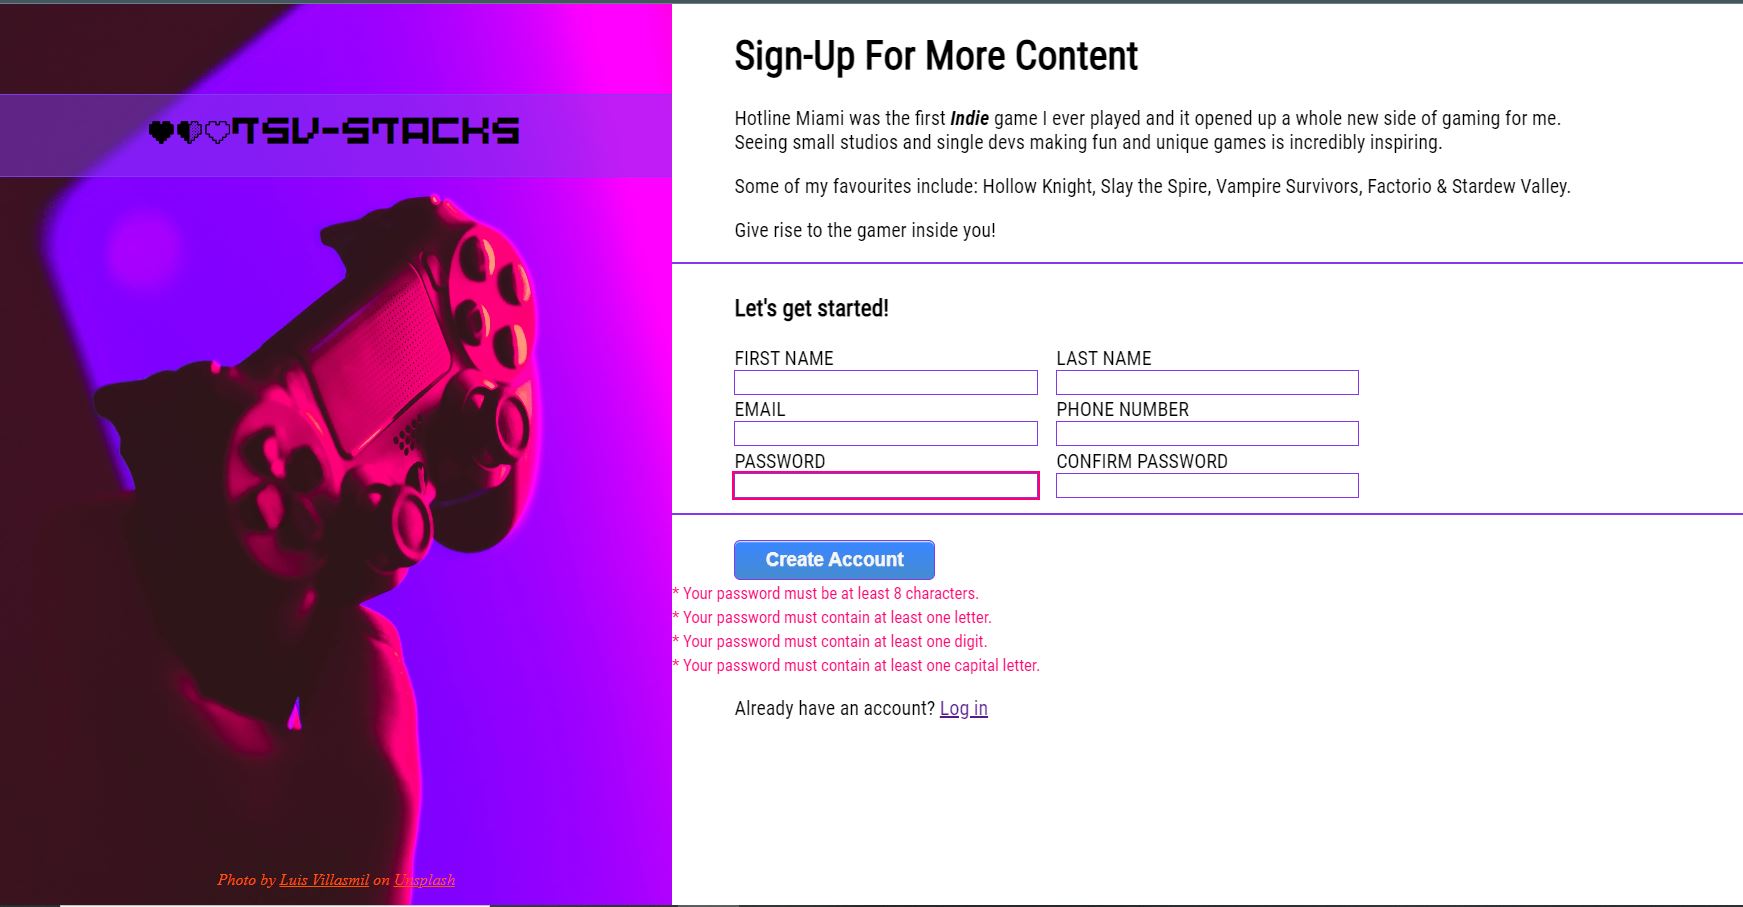 TSV-STACKS
Photo by Luis Villasmil on Unsplash
Sign-Up For More Content
Hotline Miami was the first Indie game I ever played and it opened up a whole new side of gaming for me.
Seeing small studios and single devs making fun and unique games is incredibly inspiring.
Some of my favourites include: Hollow Knight, Slay the Spire, Vampire Survivors, Factorio & Stardew Valley.
Give rise to the gamer inside you!
Let's get started!
FIRST NAME LAST NAME
EMAIL PHONE NUMBER
PASSWORD CONFIRM PASSWORD
Create Account
* Your password must be at least 8 characters.
* Your password must contain at least one letter.
* Your password must contain at least one digit.
* Your password must contain at least one capital letter.
Already have an account? Log in